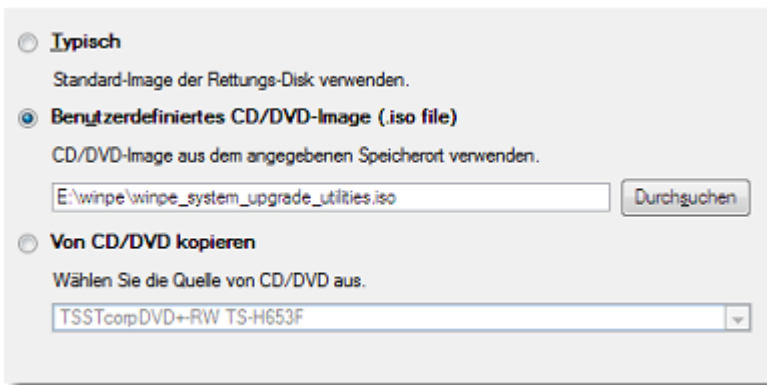 Typisch
Standard-Image der Rettungs-Disk verwenden.
Benutzerdefiniertes CD/DVD-Image (.iso file)
CD/DVD-Image aus dem angegebenen Speicherort verwenden.
E:\winpe\winpe_system_upgrade_utilities.iso Durchsuchen
Von CD/DVD kopieren
Wählen Sie die Quelle von CD/DVD aus.
TSSTcorpDVD+-RW TS-H653F